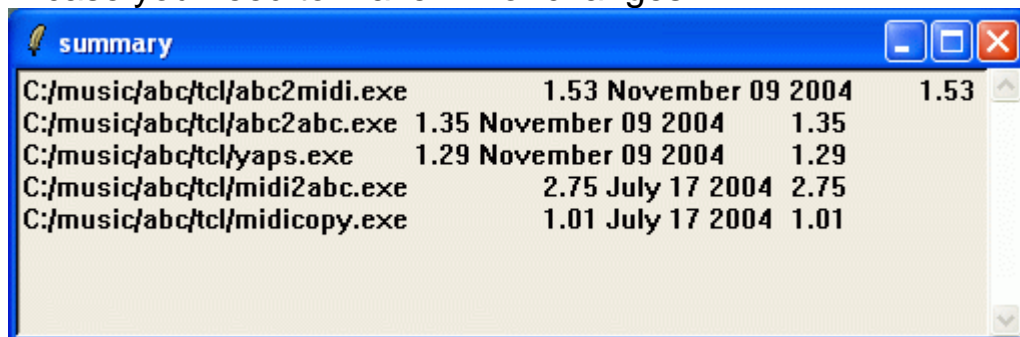 summary
C:/music/abc/tcl/abc2midi.exe 1.53 November 09 2004 1.53
C:/music/abc/tcl/abc2abc.exe 1.35 November 09 2004 1.35
C:/music/abc/tcl/yaps.exe 1.29 November 09 2004 1.29
C:/music/abc/tcl/midi2abc.exe 2.75 July 17 2004 2.75
C:/music/abc/tcl/midicopy.exe 1.01 July 17 2004 1.01